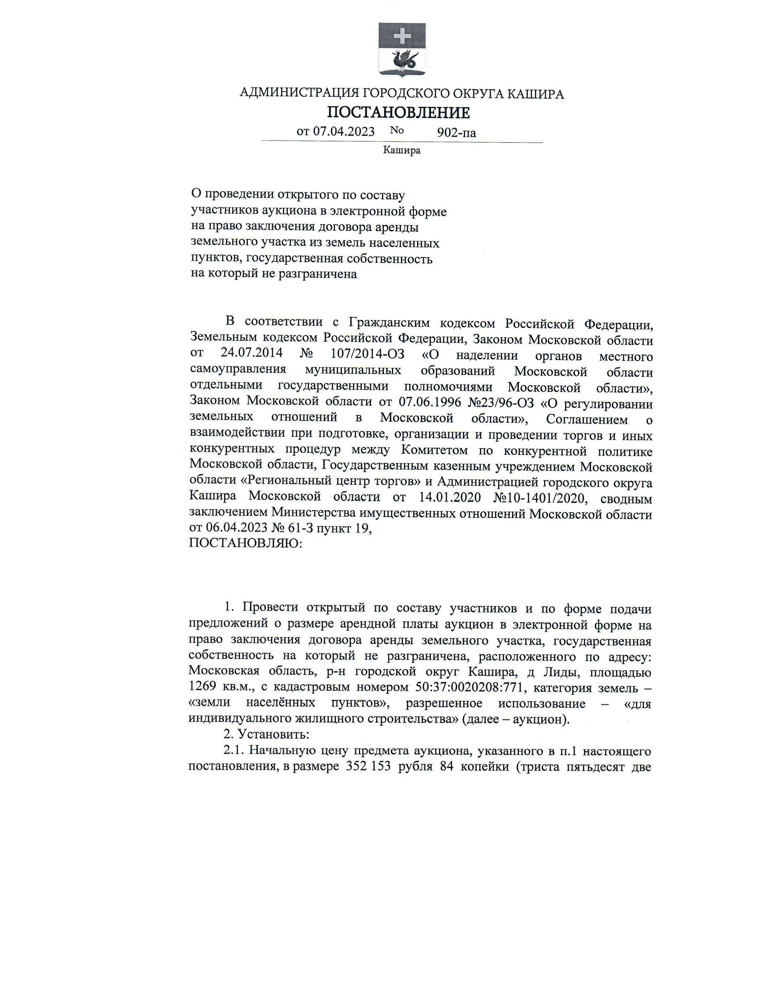 АДМИНИСТРАЦИЯ ГОРОДСКОГО ОКРУГА КАШИРА
ПОСТАНОВЛЕНИЕ
от 07.04.2023 No 902-па
Кашира
О проведении открытого по составу
участников аукциона в электронной форме
на право заключения договора аренды
земельного участка из земель населенных
пунктов, государственная собственность
на который не разграничена
В соответствии с Гражданским кодексом Российской Федерации,
Земельным кодексом Российской Федерации, Законом Московской области
от 24.07.2014 № 107/2014-ОЗ «О наделении органов местного
самоуправления муниципальных образований Московской области
отдельными государственными полномочиями Московской области»,
Законом Московской области от 07.06.1996 №23/96-ОЗ «О регулировании
земельных отношений в Московской области», Соглашением о
взаимодействии при подготовке, организации и проведении торгов и иных
конкурентных процедур между Комитетом по конкурентной политике
Московской области, Государственным казенным учреждением Московской
области «Региональный центр торгов» и Администрацией городского округа
Кашира Московской области от 14.01.2020 №10-1401/2020, сводным
заключением Министерства имущественных отношений Московской области
от 06.04.2023 № 61-З пункт 19,
ПОСТАНОВЛЯЮ:
1. Провести открытый по составу участников и по форме подачи
предложений о размере арендной платы аукцион в электронной форме на
право заключения договора аренды земельного участка, государственная
собственность на который не разграничена, расположенного по адресу:
Московская область, р-н городской округ Кашира, д Лиды, площадью
1269 кв.м., с кадастровым номером 50:37:0020208:771, категория земель –
«земли населённых пунктов», разрешенное использование – «для
индивидуального жилищного строительства» (далее – аукцион).
2. Установить:
2.1. Начальную цену предмета аукциона, указанного в п.1 настоящего
постановления, в размере 352 153 рубля 84 копейки (триста пятьдесят две